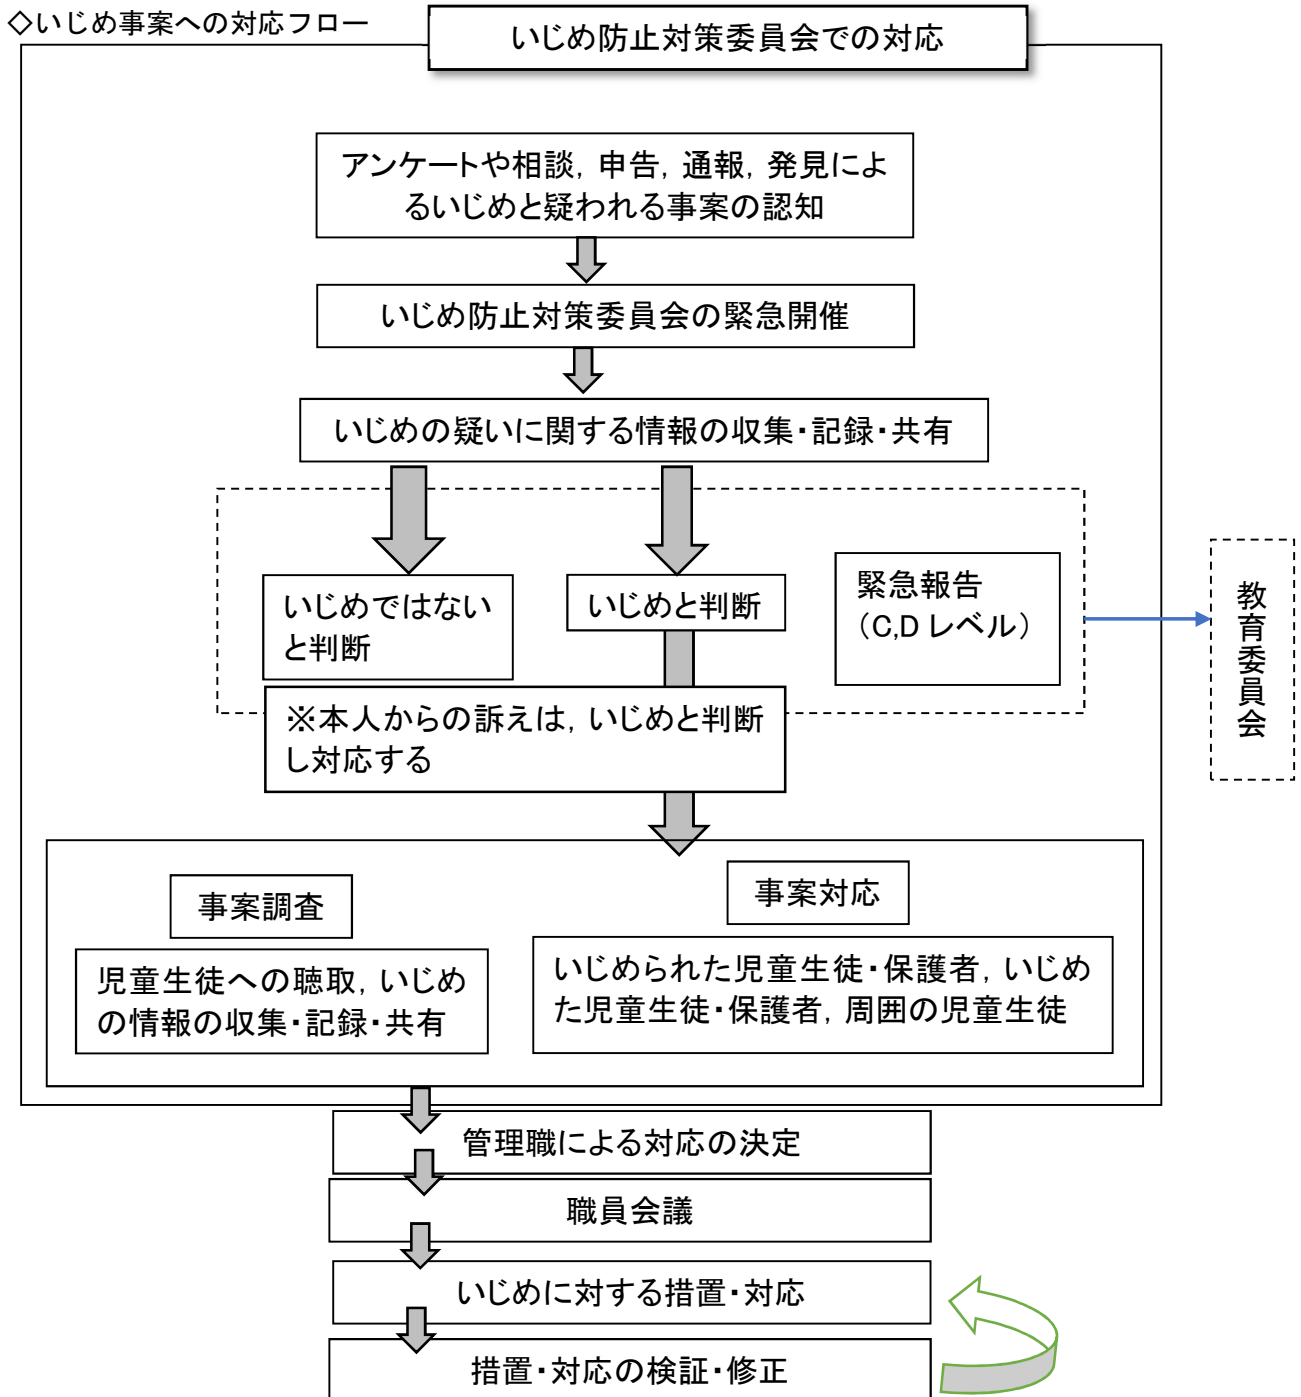 ◇いじめ事案への対応フロー
いじめ防止対策委員会での対応
アンケートや相談，申告，通報，発見によ
るいじめと疑われる事案の認知
いじめ防止対策委員会の緊急開催
いじめの疑いに関する情報の収集・記録・共有
いじめではない
と判断
いじめと判断
緊急報告
（C,D レベル）
教育委員会
※本人からの訴えは，いじめと判断
し対応する
事案調査
児童生徒への聴取，いじめ
の情報の収集・記録・共有
事案対応
いじめられた児童生徒・保護者，いじめ
た児童生徒・保護者，周囲の児童生徒
管理職による対応の決定
職員会議
いじめに対する措置・対応
措置・対応の検証・修正